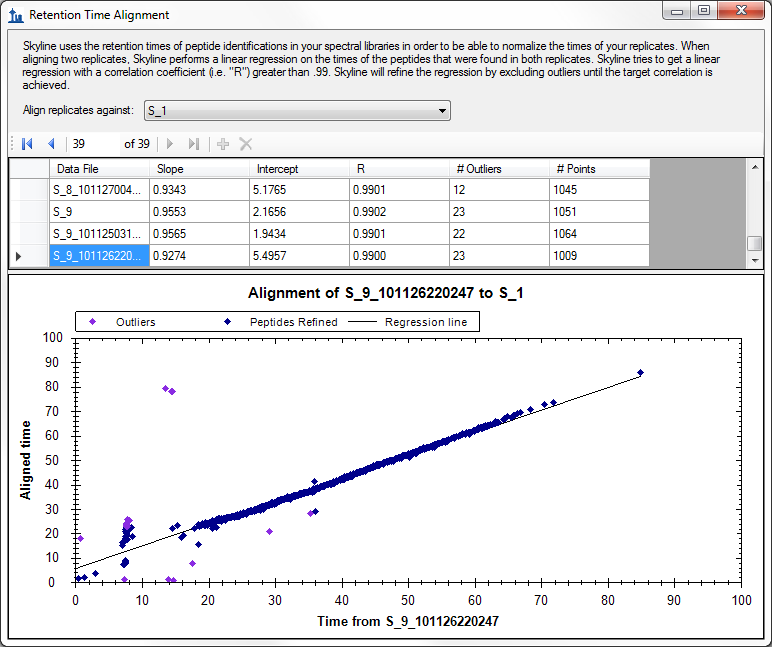 Retention Time Alignment
Skyline uses the retention times of peptide identifications in your spectral libraries in order to be able to normalize the times of your replicates. When
aligning two replicates, Skyline performs a linear regression on the times of the peptides that were found in both replicates. Skyline tries to get a linear
regression with a correlation coefficient (i.e. "R") greater than .99. Skyline will refine the regression by excluding outliers until the target correlation is
achieved.
Align replicates against: S_1
39 of 39
Data File Slope Intercept R # Outliers # Points
S_8_101127004... 0.9343 5.1765 0.9901 12 1045
S_9 0.9553 2.1656 0.9902 23 1051
S_9_101125031... 0.9565 1.9434 0.9901 22 1064
S_9_101126220... 0.9274 5.4957 0.9900 23 1009
Alignment of S_9_101126220247 to S_1
Outliers Peptides Refined Regression line
100
90
80
70
60
50
40
30
20
10
0
Aligned time
0 10 20 30 40 50 60 70 80 90 100
Time from S_9_101126220247